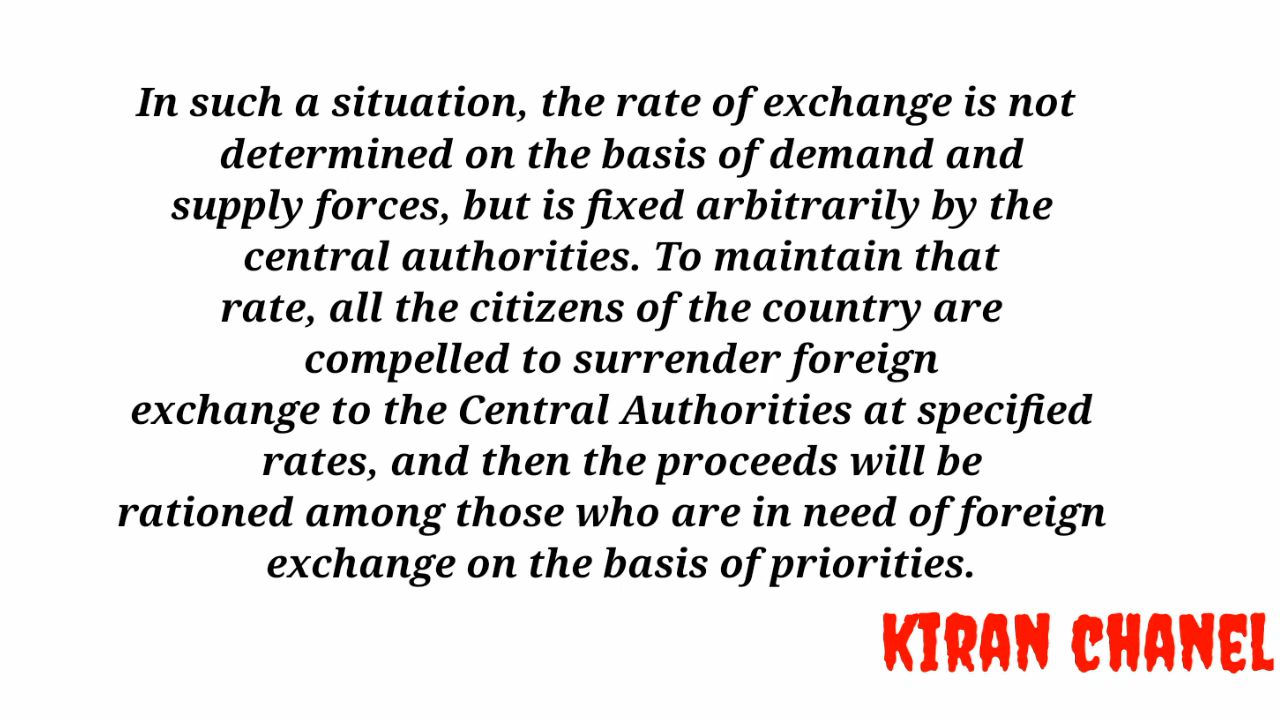 In such a situation, the rate of exchange is not
determined on the basis of demand and
supply forces, but is fixed arbitrarily by the
central authorities. To maintain that
rate, all the citizens of the country are
compelled to surrender foreign
exchange to the Central Authorities at specified
rates, and then the proceeds will be
rationed among those who are in need of foreign
exchange on the basis of priorities.
KIRAN CHANEL